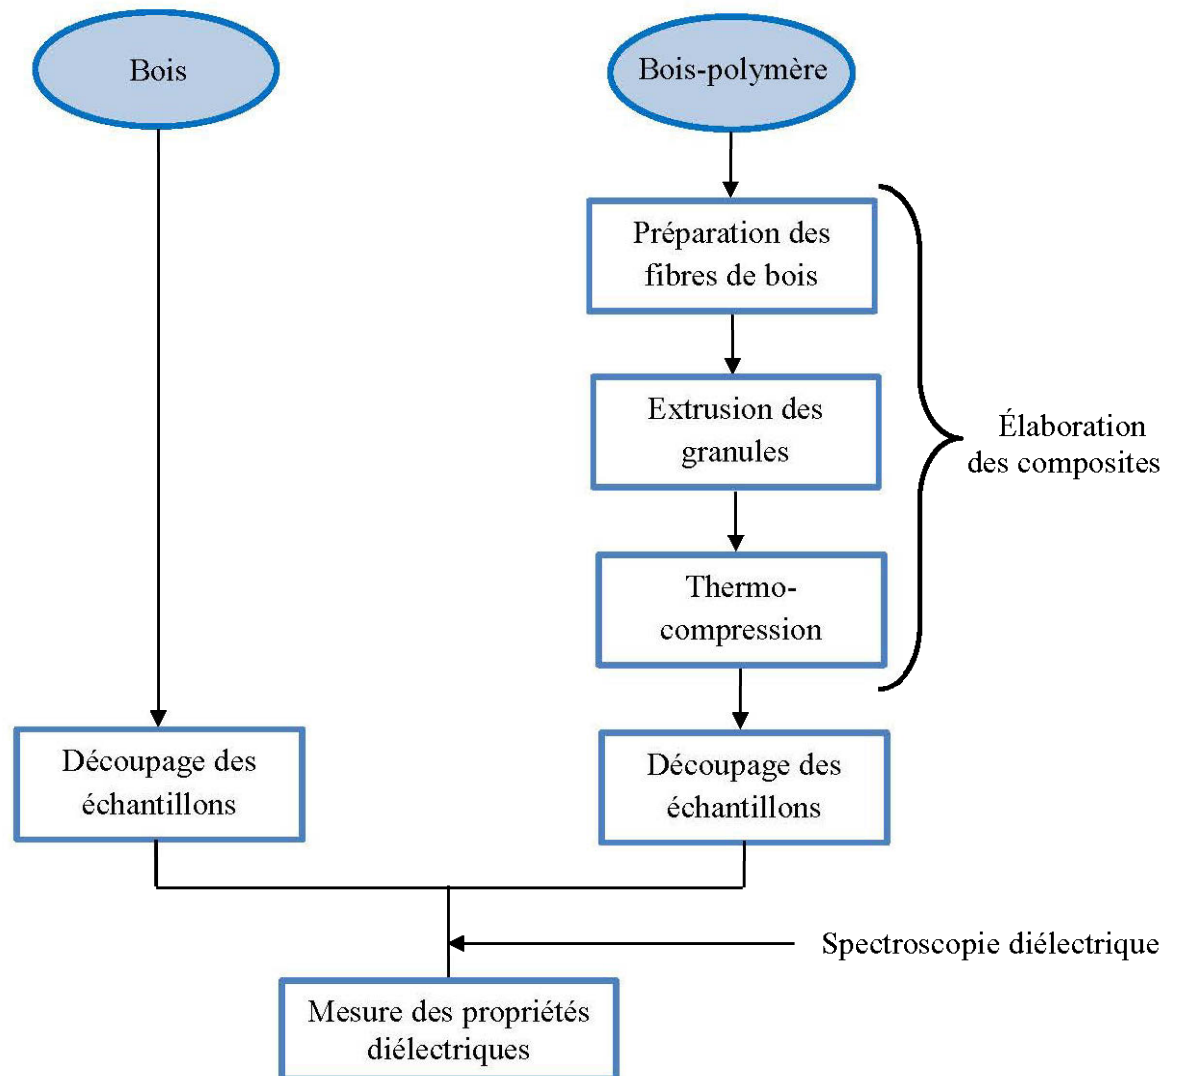 Bois
Bois-polymère
Préparation des
fibres de bois
Extrusion des
granules
Élaboration
des composites
Thermo-
compression
Découpage des
échantillons
Découpage des
échantillons
Spectroscopie diélectrique
Mesure des propriétés
diélectriques